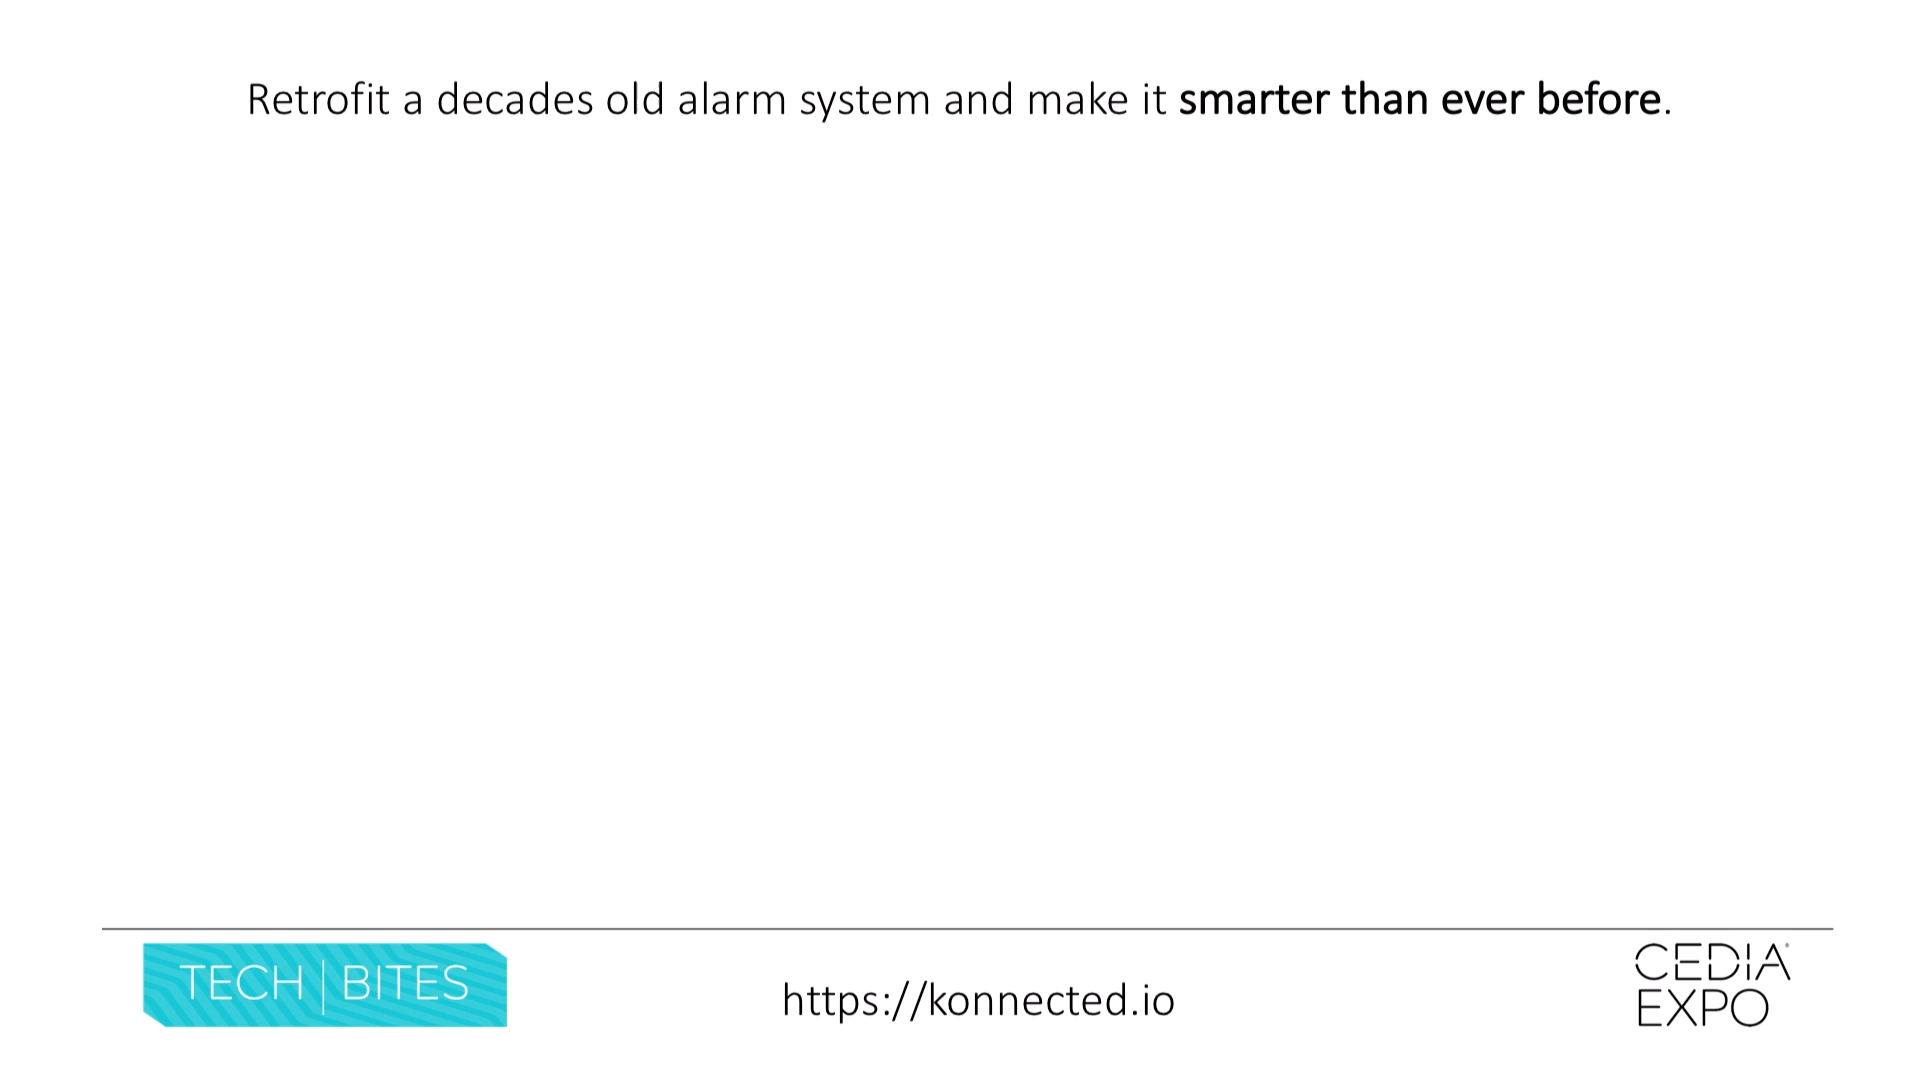 Retrofit a decades old alarm system and make it smarter than ever before.
TECH | BITES
https://konnected.io
CEDIA®
EXPO